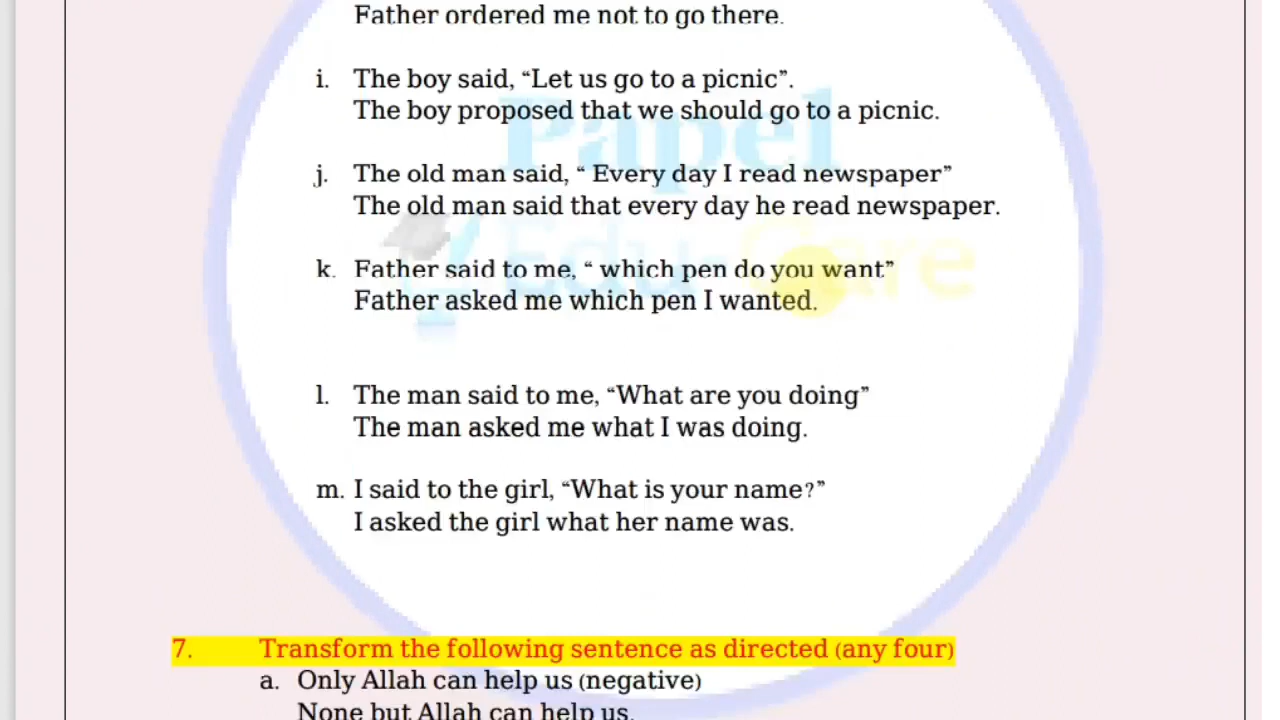 Father ordered me not to go there.
i. The boy said, “Let us go to a picnic”.
The boy proposed that we should go to a picnic.
Papel
j. The old man said, “ Every day I read newspaper”
The old man said that every day he read newspaper.
Edu-Care
k. Father said to me, “ which pen do you want”
Father asked me which pen I wanted.
l. The man said to me, “What are you doing”
The man asked me what I was doing.
m. I said to the girl, “What is your name?”
I asked the girl what her name was.
7. Transform the following sentence as directed (any four)
a. Only Allah can help us (negative)
None but Allah can help us.